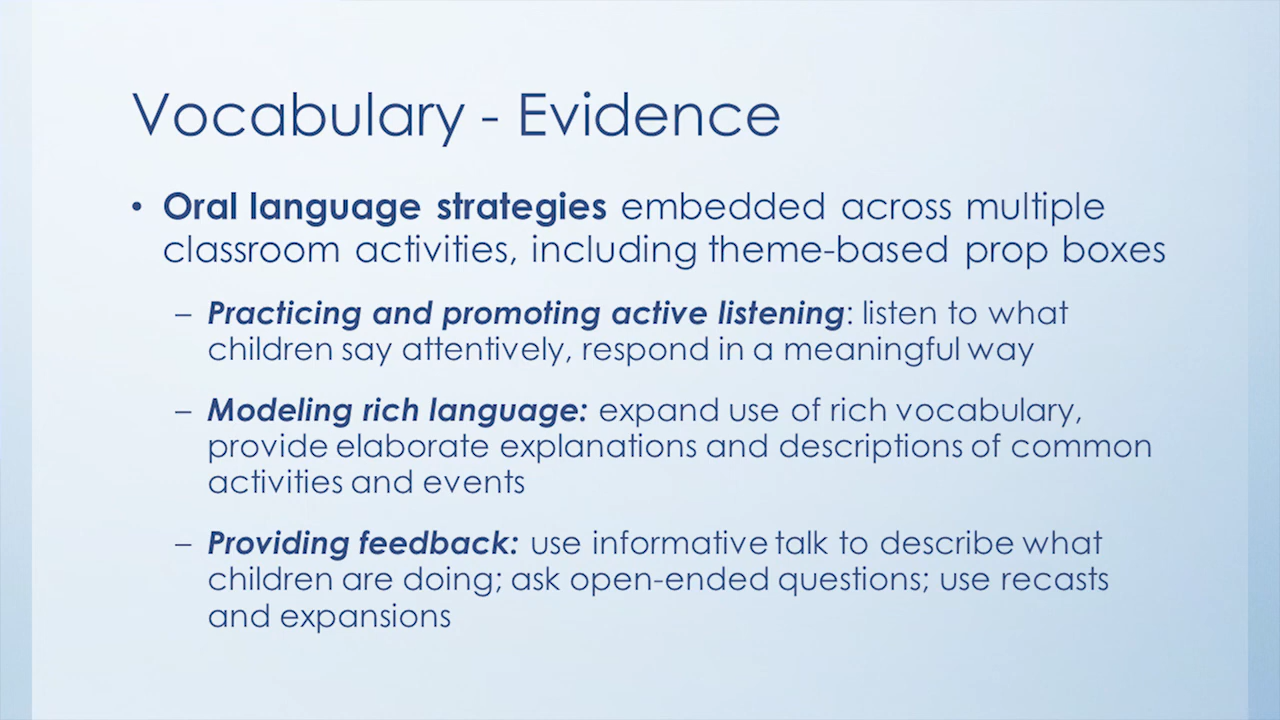 Vocabulary - Evidence
• Oral language strategies embedded across multiple
classroom activities, including theme-based prop boxes
– Practicing and promoting active listening: listen to what
children say attentively, respond in a meaningful way
– Modeling rich language: expand use of rich vocabulary,
provide elaborate explanations and descriptions of common
activities and events
– Providing feedback: use informative talk to describe what
children are doing; ask open-ended questions; use recasts
and expansions